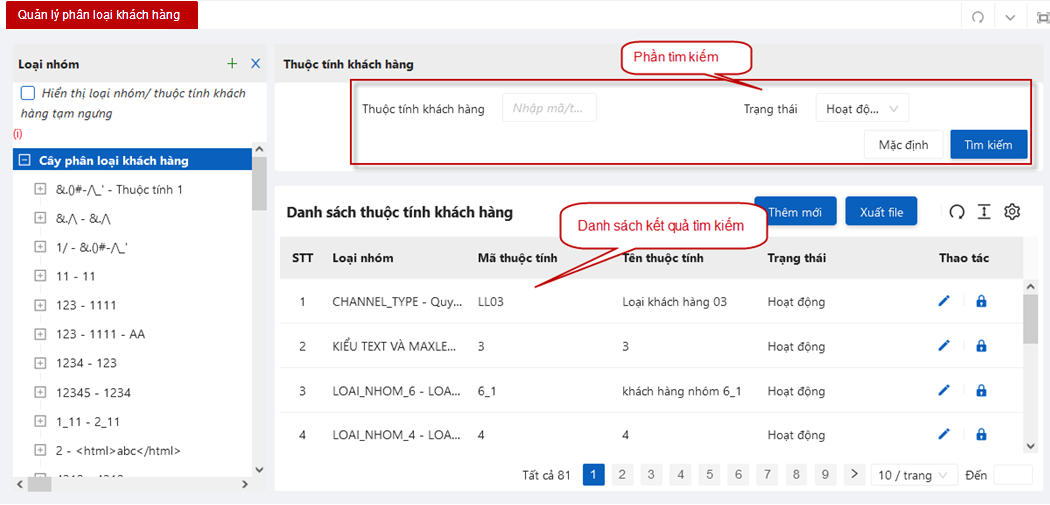 Quản lý phân loại khách hàng
Loại nhóm
Hiển thị loại nhóm/ thuộc tính khách
hàng tạm ngưng
(i)
Cây phân loại khách hàng
&.()#-/\_' - Thuộc tính 1
&./\ - &./\
1/ - &.()#-/\_'
11 - 11
123 - 1111
123 - 1111 - AA
1234 - 123
12345 - 1234
1_11 - 2_11
2 - <html>abc</html>
Thuộc tính khách hàng
Phần tìm kiếm
Thuộc tính khách hàng Nhập mã/t... Trạng thái Hoạt độ...
Mặc định Tìm kiếm
Danh sách thuộc tính khách hàng Thêm mới Xuất file
Danh sách kết quả tìm kiếm
STT Loại nhóm Mã thuộc tính Tên thuộc tính Trạng thái Thao tác
1 CHANNEL_TYPE - Quy... LL03 Loại khách hàng 03 Hoạt động
2 KIỂU TEXT VÀ MAXLE... 3 3 Hoạt động
3 LOAI_NHOM_6 - LOA... 6_1 khách hàng nhóm 6_1 Hoạt động
4 LOAI_NHOM_4 - LOA... 4 4 Hoạt động
Tất cả 81 1 2 3 4 5 6 7 8 9 10 / trang Đến